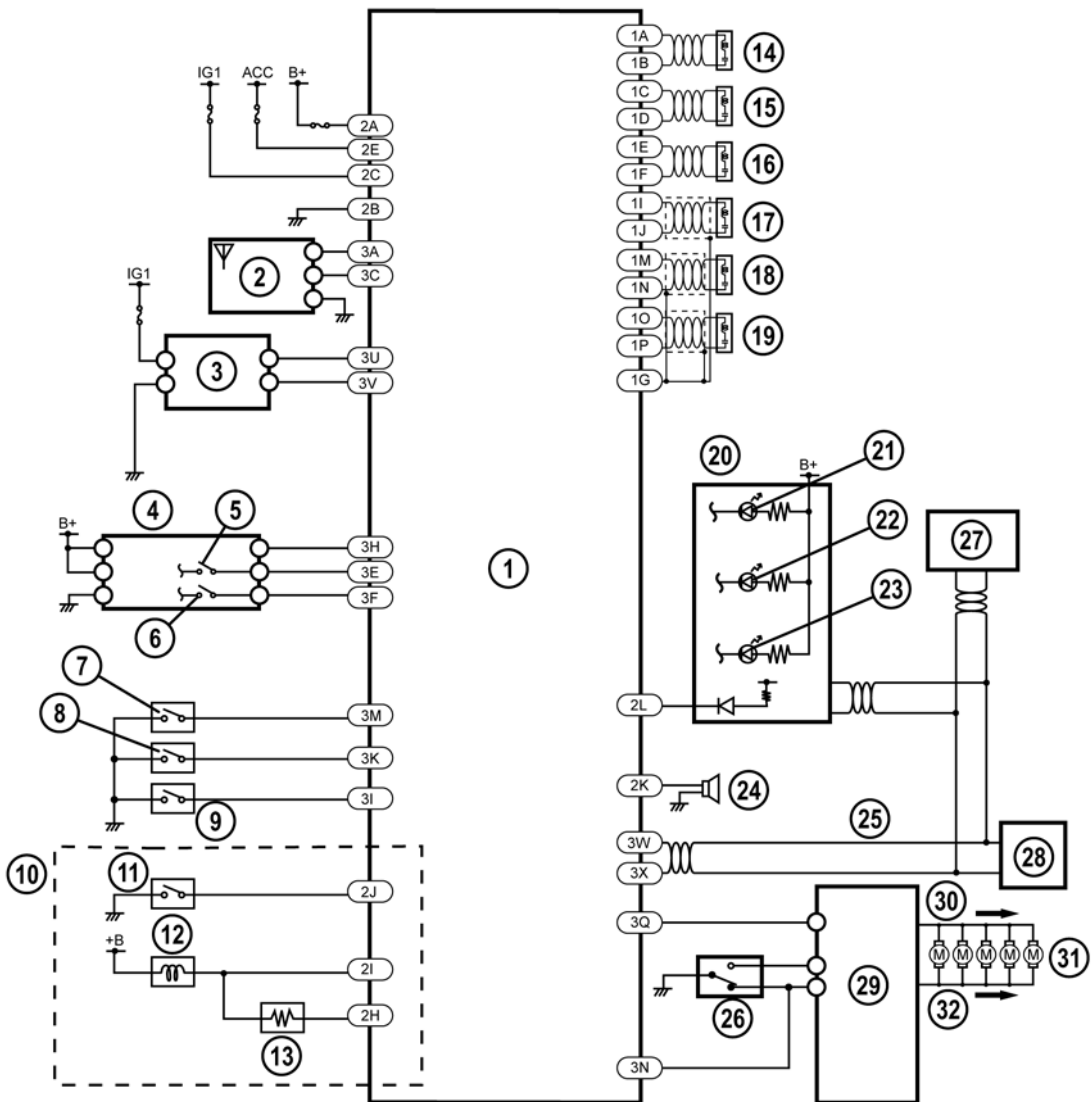 IG1 ACC B+
2A
2E
2C
2B
3A
3C
2
IG1
3
3U
3V
4
5
B+
3H
3E
3F
6
7
8
3M
3K
3I
9
10
11
2J
12
+B
2I
2H
13
1
1A
1B
14
1C
1D
15
1E
1F
16
1I
1J
17
1M
1N
18
1O
1P
19
1G
20
B+
21
22
23
27
2L
2K
24
25
3W
3X
28
3Q
30
M M M M M
31
29
26
32
3N